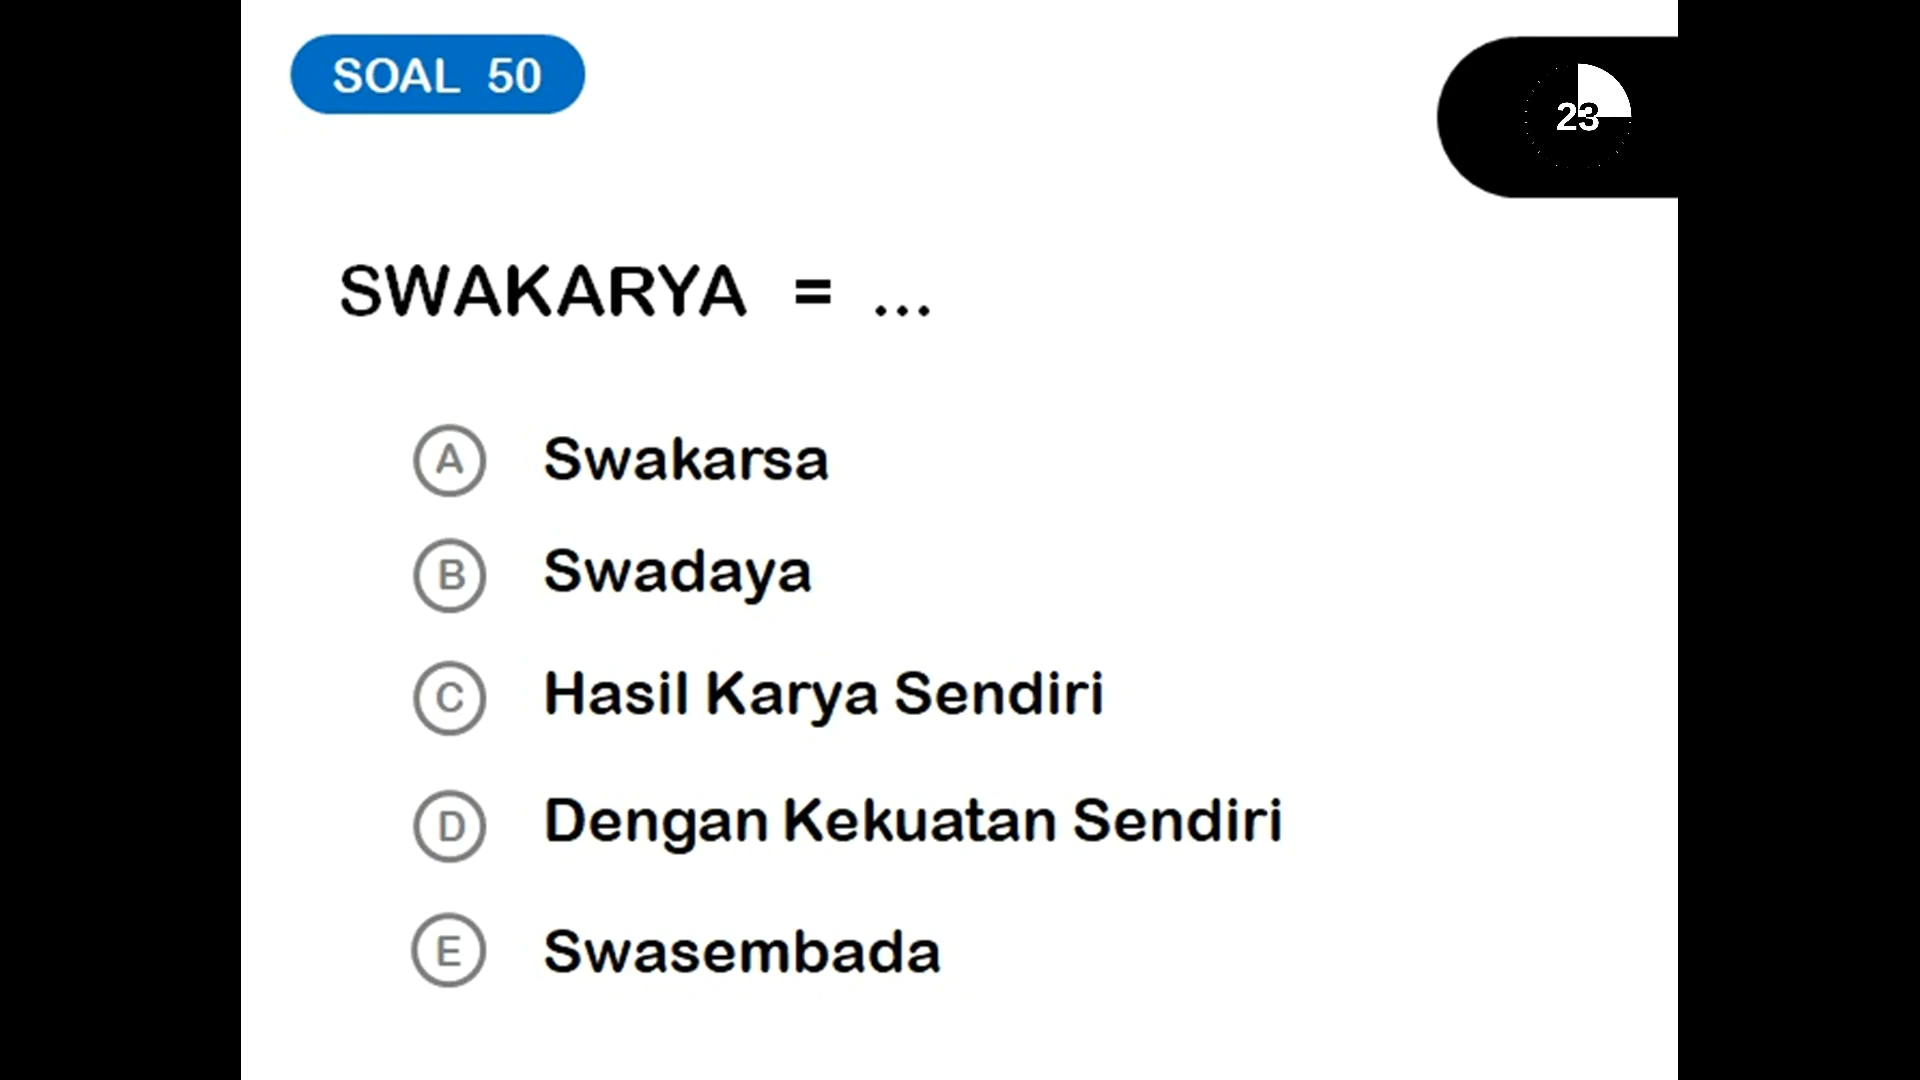 SOAL 50
23
SWAKARYA = ...
A Swakarsa
B Swadaya
C Hasil Karya Sendiri
D Dengan Kekuatan Sendiri
E Swasembada